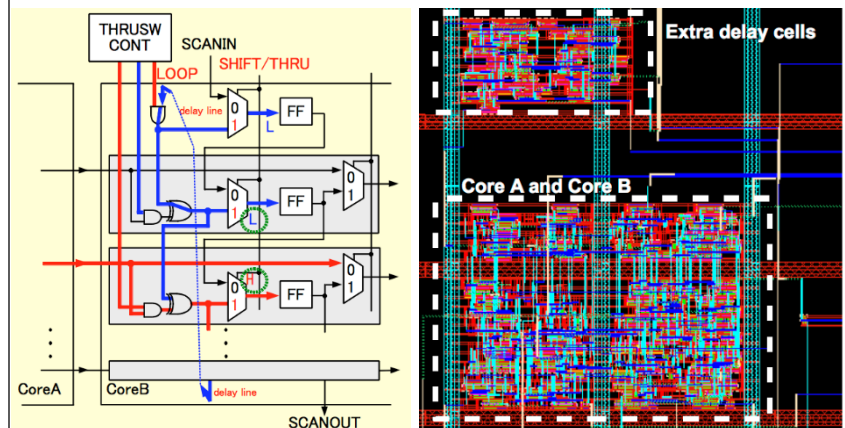 THRUSW
CONT
SCANIN
SHIFT/THRU
LOOP
delay line
0
1
L
FF
0
1
0
1
L
FF
0
1
0
H
1
FF
CoreA
CoreB
delay line
SCANOUT
Extra delay cells
Core A and Core B